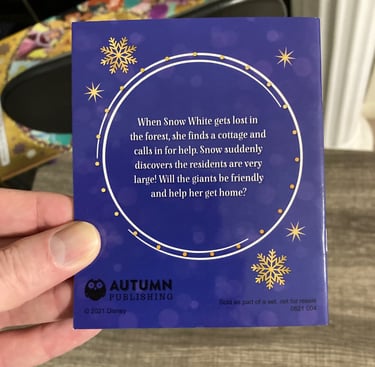 When Snow White gets lost in
the forest, she finds a cottage and
calls in for help. Snow suddenly
discovers the residents are very
large! Will the giants be friendly
and help her get home?
AUTUMN
PUBLISHING
© 2021 Disney
Sold as part of a set, not for resale
0821 004